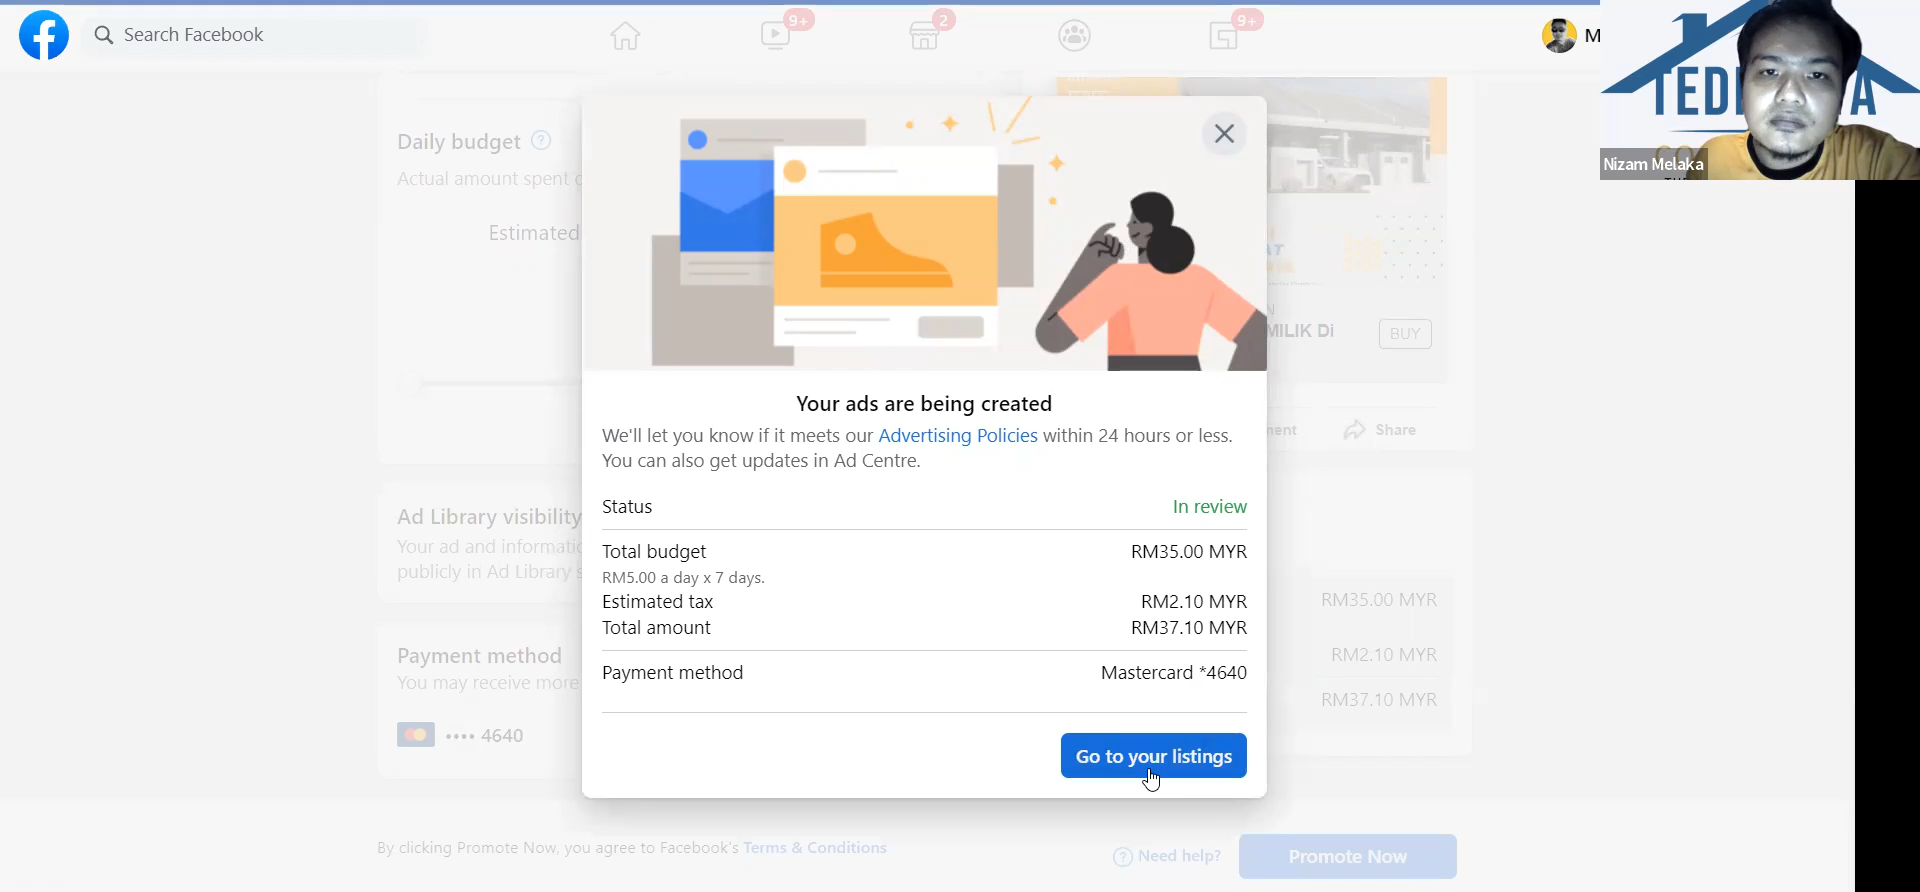 Search Facebook
9+
2
9+
M
Nizam Melaka
Daily budget
Actual amount spent
Estimated
Your ads are being created
We'll let you know if it meets our Advertising Policies within 24 hours or less.
You can also get updates in Ad Centre.
Status In review
Total budget RM35.00 MYR
RM5.00 a day x 7 days.
Estimated tax RM2.10 MYR
Total amount RM37.10 MYR
Payment method Mastercard *4640
Go to your listings
MILIK Di
BUY
Share
Ad Library visibility
Your ad and informati
publicly in Ad Library s
RM35.00 MYR
RM2.10 MYR
RM37.10 MYR
Payment method
You may receive more
•••• 4640
By clicking Promote Now, you agree to Facebook's Terms & Conditions
Need help?
Promote Now